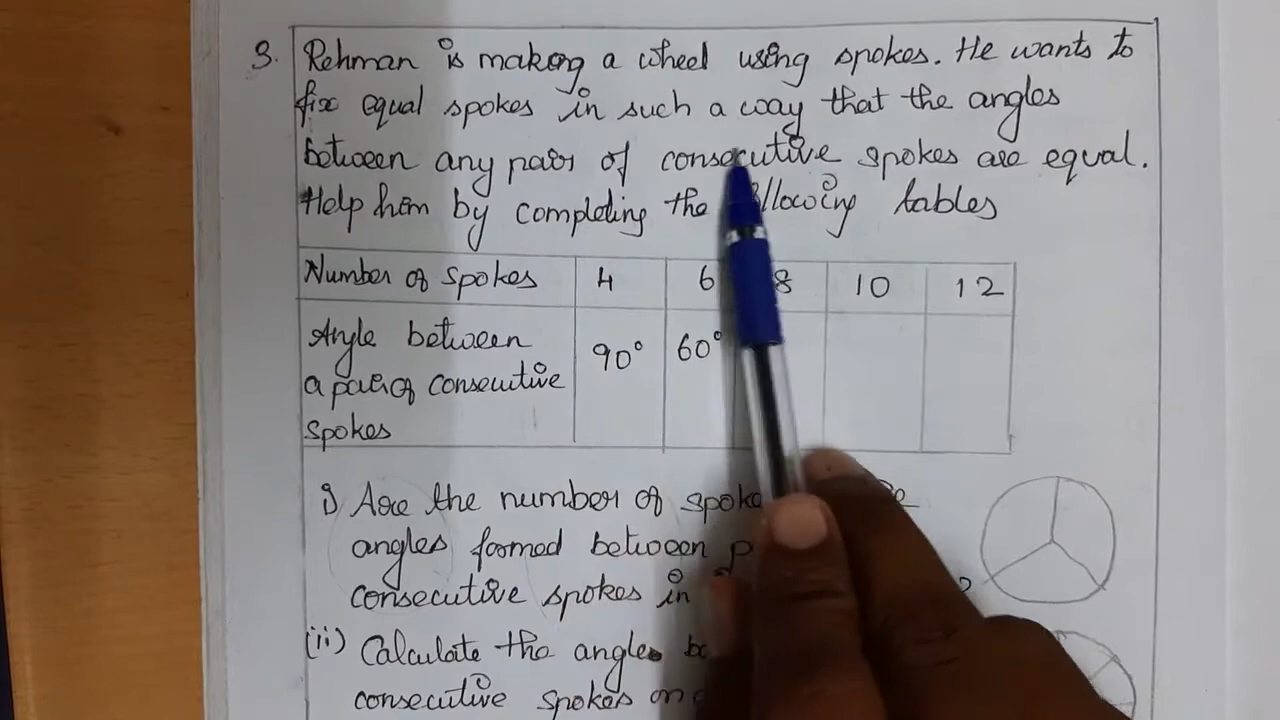 3. Rehman is making a wheel using spokes. He wants to
fix equal spokes in such a way that the angles
between any pair of consecutive spokes are equal.
Help him by completing the following tables
Number of spokes 4 6 8 10 12
Angle between 90° 60°
a pair of consecutive
spokes
i) Are the number of spoke
angles formed between p
consecutive spokes in
(ii) Calculate the angle
consecutive spokes on